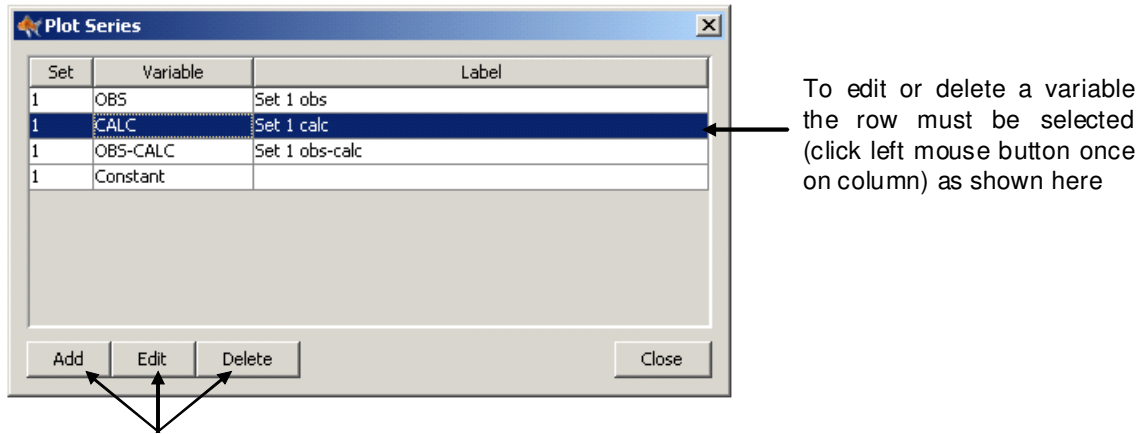 Plot Series
Set Variable Label
1 OBS Set 1 obs
1 CALC Set 1 calc
1 OBS-CALC Set 1 obs-calc
1 Constant
Add Edit Delete Close
To edit or delete a variable
the row must be selected
(click left mouse button once
on column) as shown here